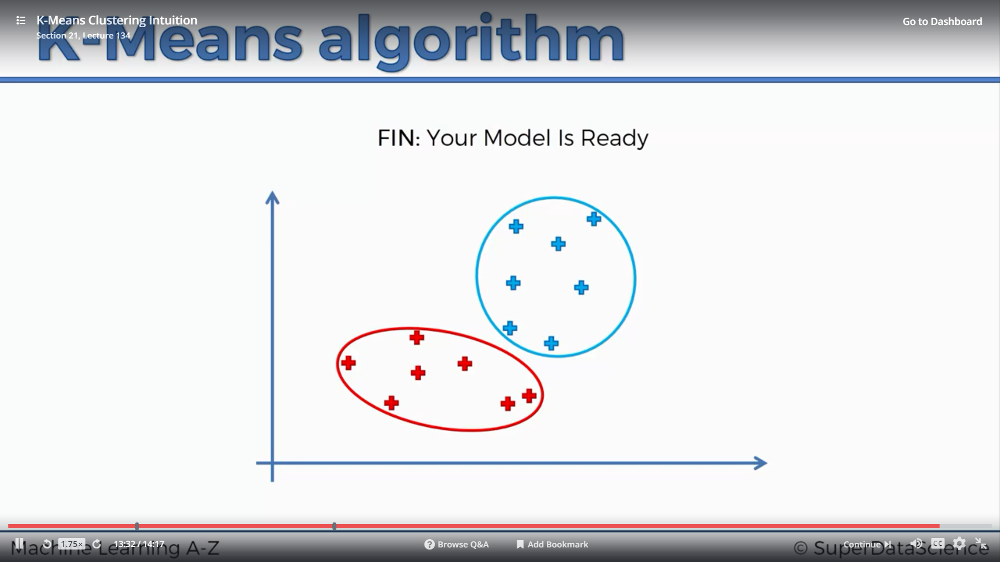 K-Means Clustering Intuition
Go to Dashboard
Section 21, Lecture 134
K-Means algorithm
FIN: Your Model Is Ready
1.75×
13:32 / 14:17
Browse Q&A
Add Bookmark
Continue
CC
Machine Learning A-Z
© SuperDataScience